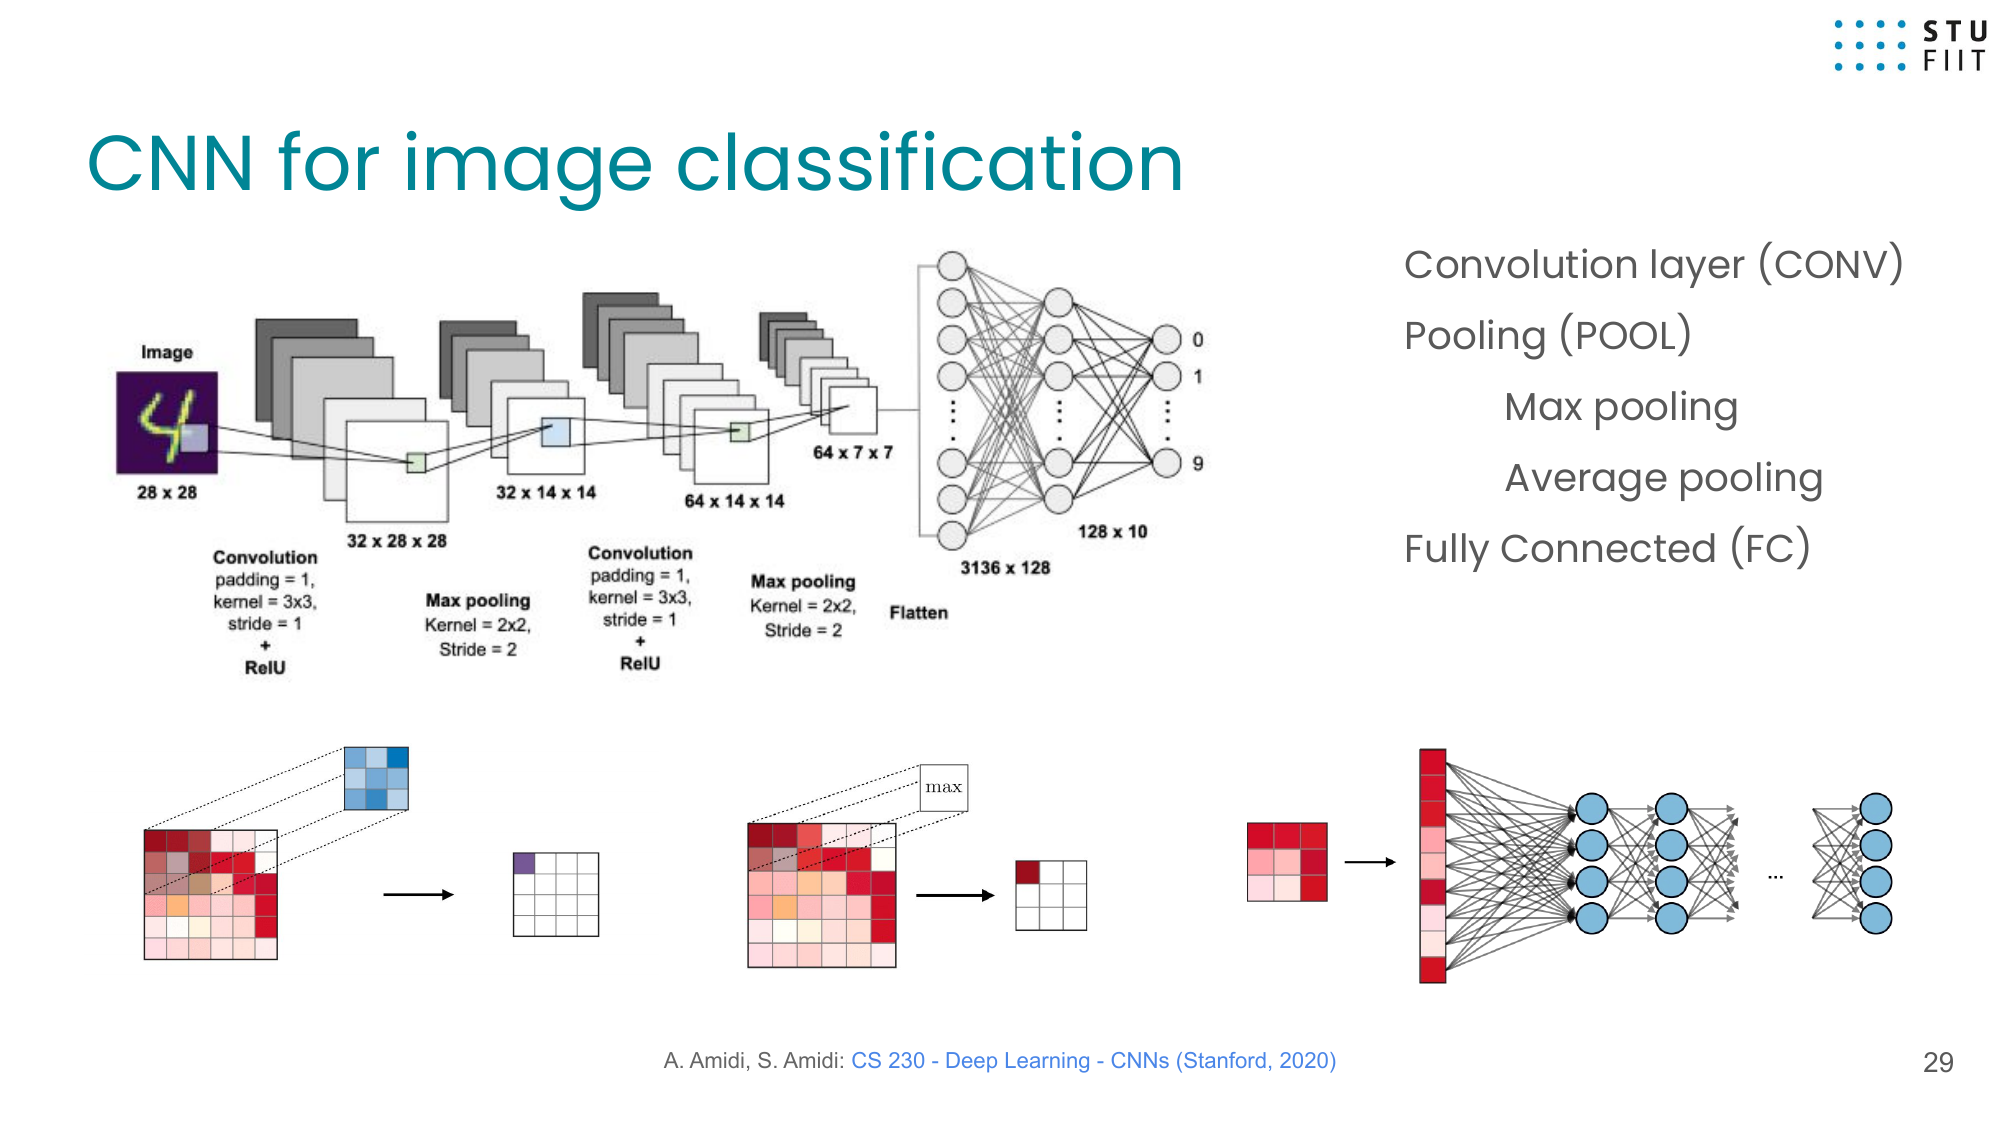 STU
FIIT
CNN for image classification
Image
28 x 28
32 x 28 x 28
32 x 14 x 14
64 x 14 x 14
64 x 7 x 7
0
1
9
128 x 10
3136 x 128
Convolution
padding = 1,
kernel = 3x3,
stride = 1
+
RelU
Max pooling
Kernel = 2x2,
Stride = 2
Convolution
padding = 1,
kernel = 3x3,
stride = 1
+
RelU
Max pooling
Kernel = 2x2,
Stride = 2
Flatten
Convolution layer (CONV)
Pooling (POOL)
Max pooling
Average pooling
Fully Connected (FC)
max
...
A. Amidi, S. Amidi: CS 230 - Deep Learning - CNNs (Stanford, 2020)
29